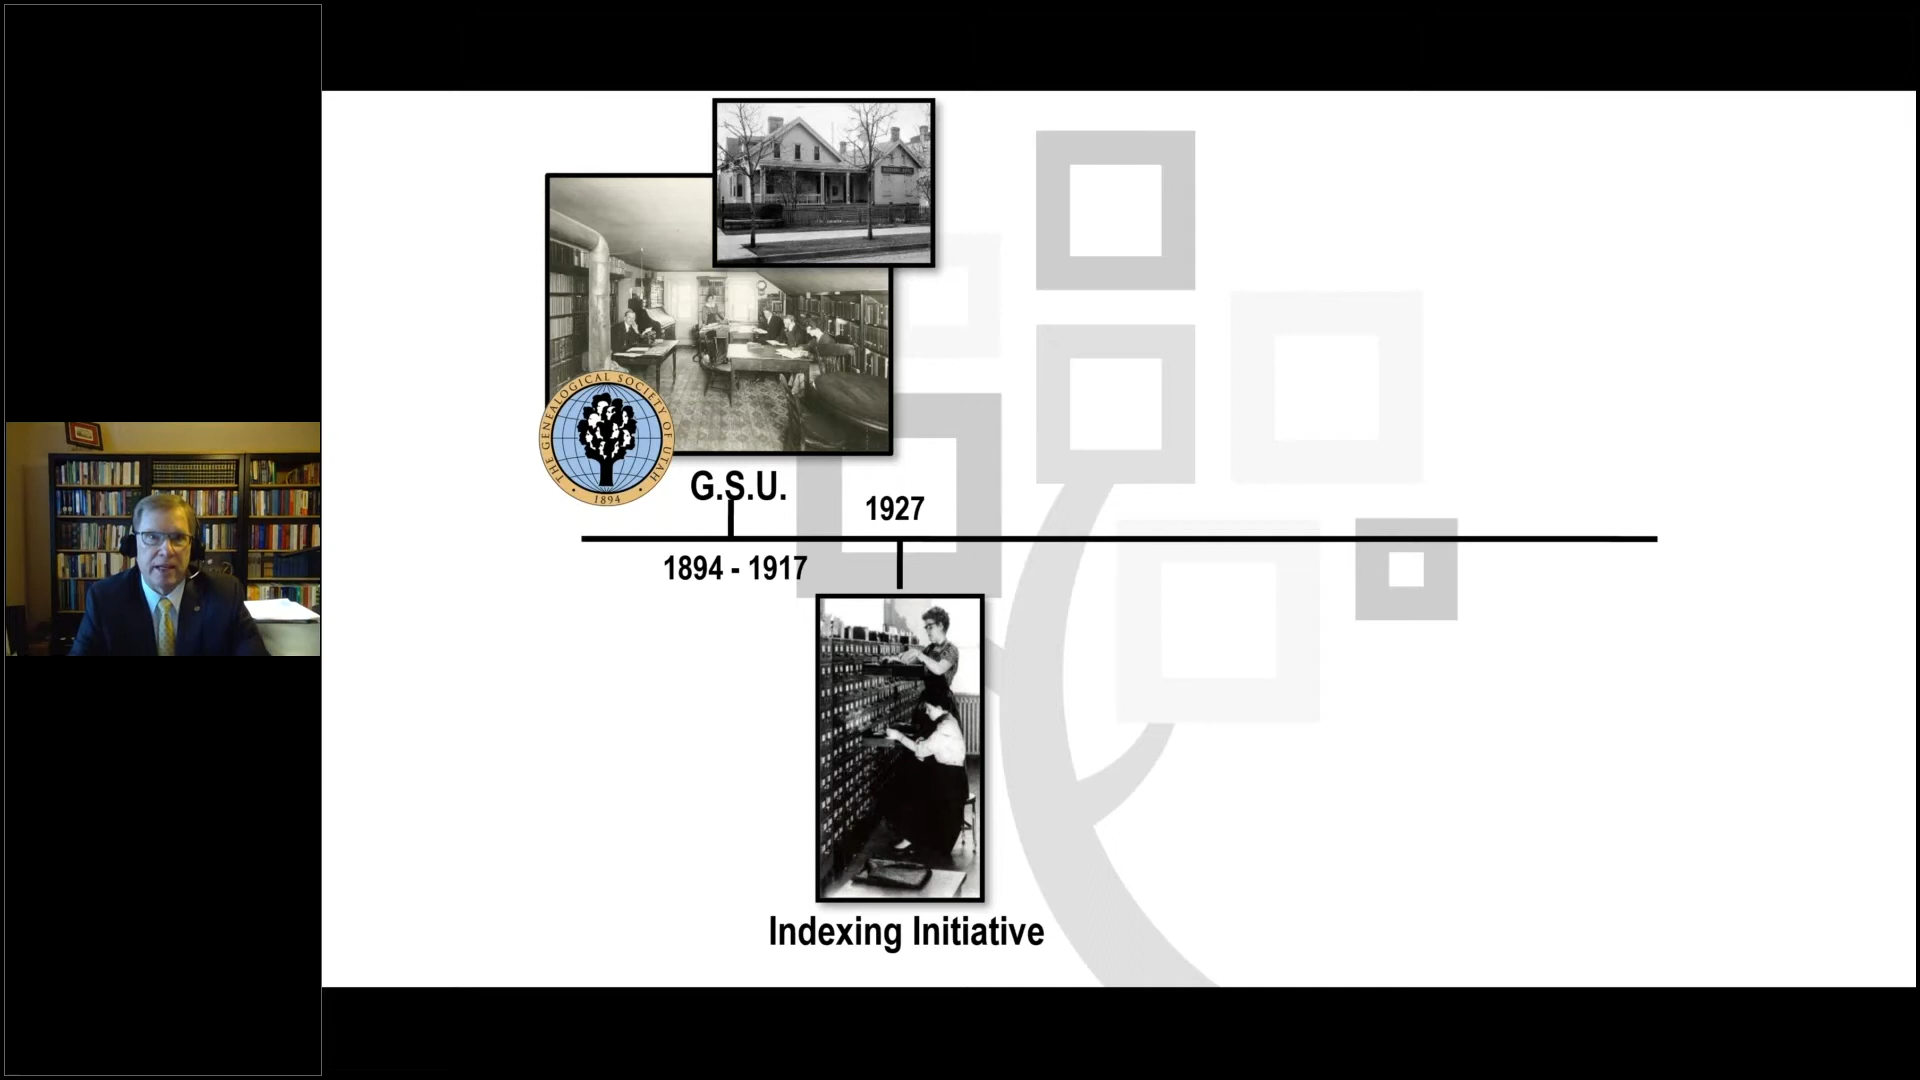 THE GENEALOGICAL SOCIETY OF UTAH
1894
G.S.U.
1927
1894 - 1917
Indexing Initiative